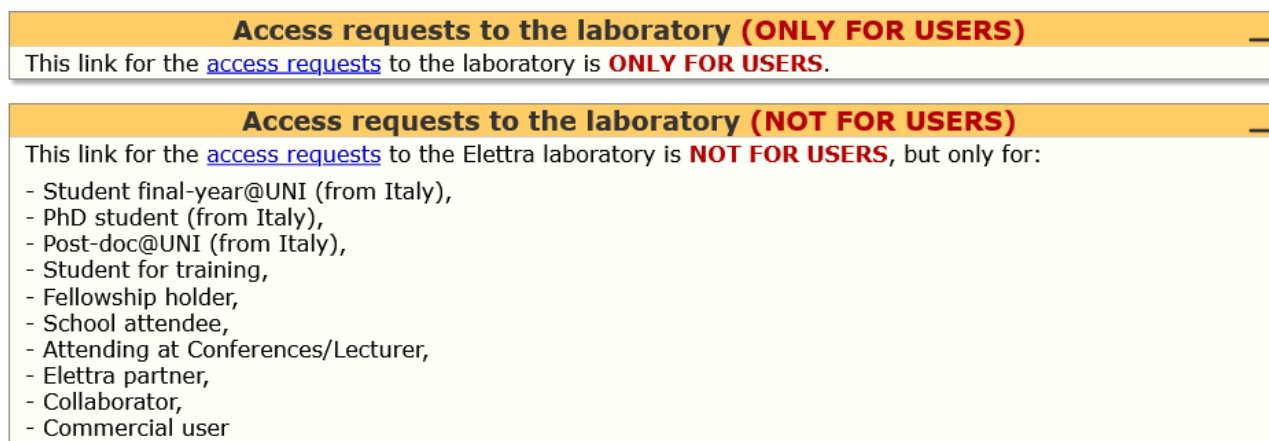 Access requests to the laboratory (ONLY FOR USERS)
This link for the access requests to the laboratory is ONLY FOR USERS.
Access requests to the laboratory (NOT FOR USERS)
This link for the access requests to the Elettra laboratory is NOT FOR USERS, but only for:
- Student final-year@UNI (from Italy),
- PhD student (from Italy),
- Post-doc@UNI (from Italy),
- Student for training,
- Fellowship holder,
- School attendee,
- Attending at Conferences/Lecturer,
- Elettra partner,
- Collaborator,
- Commercial user